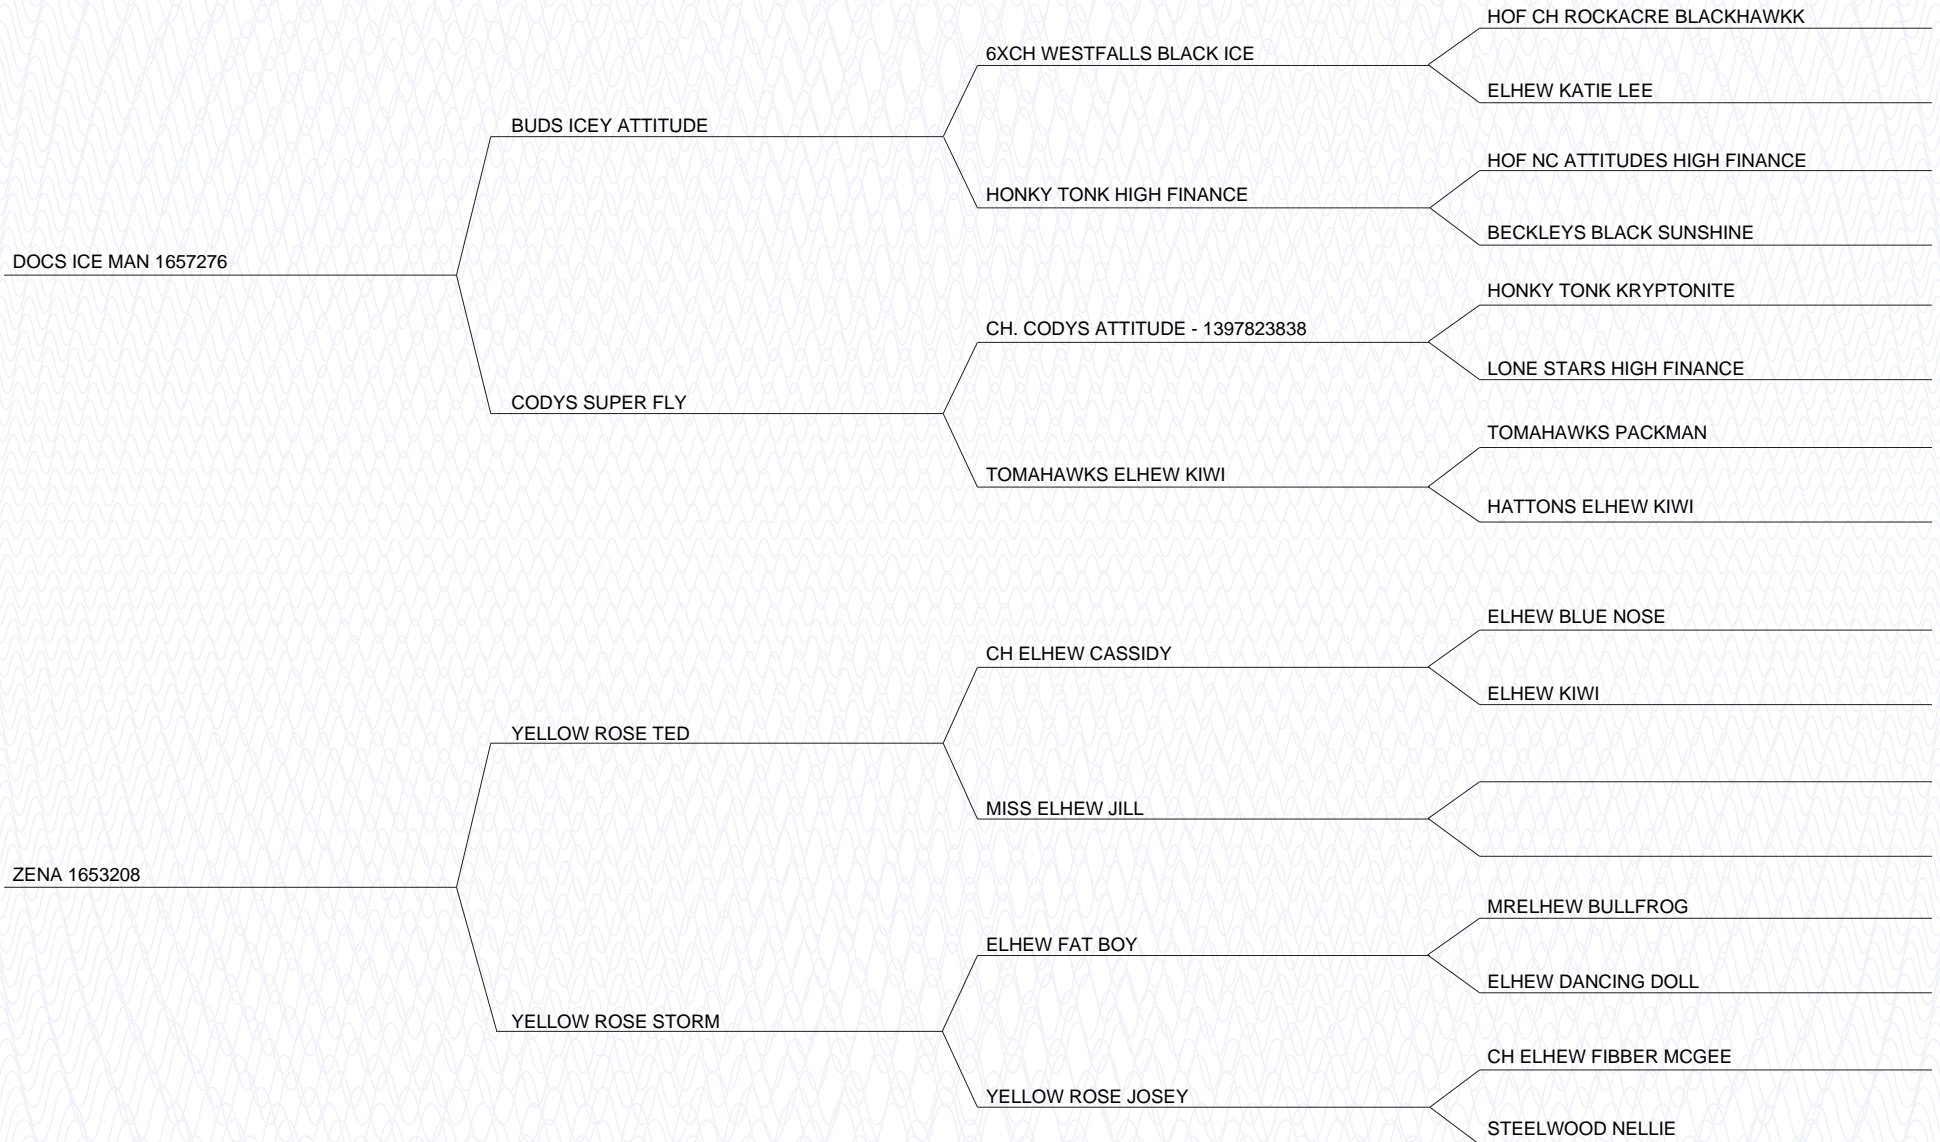 HOF CH ROCKACRE BLACKHAWKK
6XCH WESTFALLS BLACK ICE
ELHEW KATIE LEE
BUDS ICEY ATTITUDE
HOF NC ATTITUDES HIGH FINANCE
HONKY TONK HIGH FINANCE
BECKLEYS BLACK SUNSHINE
DOCS ICE MAN 1657276
HONKY TONK KRYPTONITE
CH. CODYS ATTITUDE - 1397823838
LONE STARS HIGH FINANCE
CODYS SUPER FLY
TOMAHAWKS PACKMAN
TOMAHAWKS ELHEW KIWI
HATTONS ELHEW KIWI
ELHEW BLUE NOSE
CH ELHEW CASSIDY
ELHEW KIWI
YELLOW ROSE TED
MISS ELHEW JILL
ZENA 1653208
MRELHEW BULLFROG
ELHEW FAT BOY
ELHEW DANCING DOLL
YELLOW ROSE STORM
CH ELHEW FIBBER MCGEE
YELLOW ROSE JOSEY
STEELWOOD NELLIE